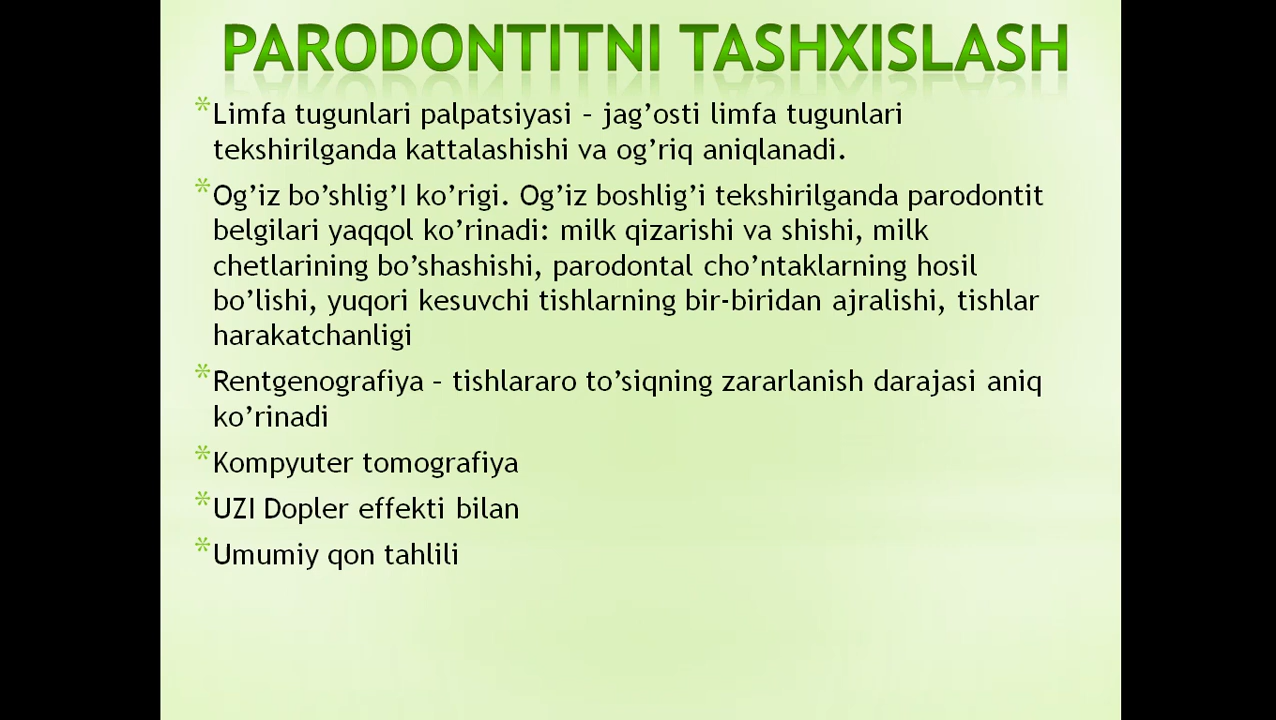 PARODONTITNI TASHXISLASH
* Limfa tugunlari palpatsiyasi – jag’osti limfa tugunlari
tekshirilganda kattalashishi va og’riq aniqlanadi.
* Og’iz bo’shlig’I ko’rigi. Og’iz boshlig’i tekshirilganda parodontit
belgilari yaqqol ko’rinadi: milk qizarishi va shishi, milk
chetlarining bo’shashishi, parodontal cho’ntaklarning hosil
bo’lishi, yuqori kesuvchi tishlarning bir-biridan ajralishi, tishlar
harakatchanligi
* Rentgenografiya – tishlararo to’siqning zararlanish darajasi aniq
ko’rinadi
* Kompyuter tomografiya
* UZI Dopler effekti bilan
* Umumiy qon tahlili